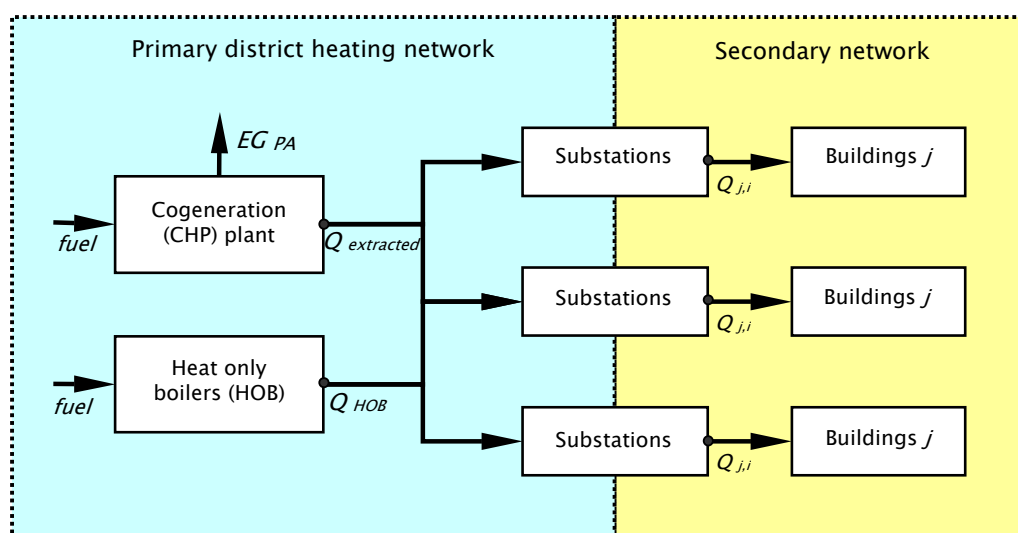 Primary district heating network
Secondary network
EG PA
Cogeneration
(CHP) plant
fuel
Q extracted
Heat only
boilers (HOB)
fuel
Q HOB
Substations
Q j,i
Buildings j
Substations
Q j,i
Buildings j
Substations
Q j,i
Buildings j